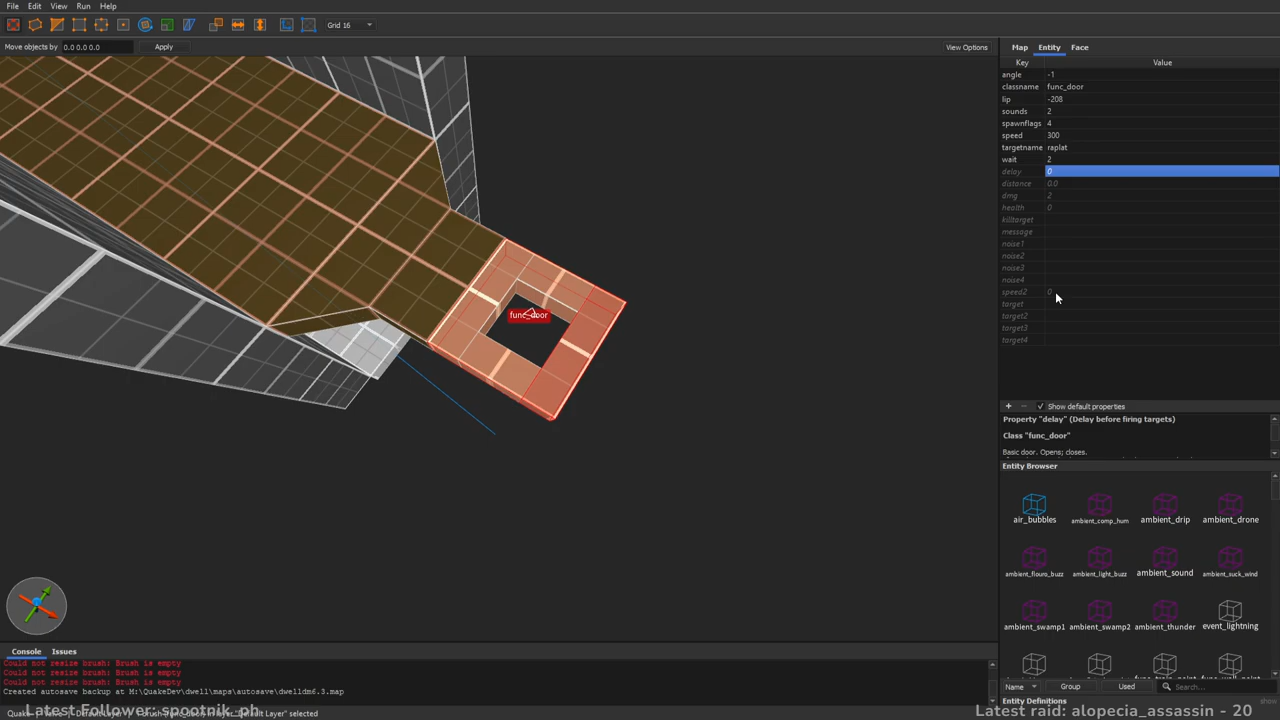 File Edit View Run Help
Grid 16
Move objects by 0.0 0.0 0.0 Apply View Options
Map Entity Face
Key Value
angle -1
classname func_door
lip -208
sounds 2
spawnflags 4
speed 300
targetname raplat
wait 2
delay 0
distance 0.0
dmg 2
health 0
killtarget
message
noise1
noise2
noise3
noise4
speed2 0
target
target2
target3
target4
func_door
+ − Show default properties
Property "delay" (Delay before firing targets)
Class "func_door"
Basic door. Opens; closes.
Entity Browser
air_bubbles ambient_comp_hum ambient_drip ambient_drone
ambient_flouro_buzz ambient_light_buzz ambient_sound ambient_suck_wind
ambient_swamp1 ambient_swamp2 ambient_thunder event_lightning
Name Group Used Search...
Entity Definitions show
Console Issues
Could not resize brush: Brush is empty
Could not resize brush: Brush is empty
Could not resize brush: Brush is empty
Created autosave backup at M:\QuakeDev\dwell\maps\autosave\dwelldm6.3.map
selected
Latest Follower: spootnik_ph
Latest raid: alopecia_assassin - 20